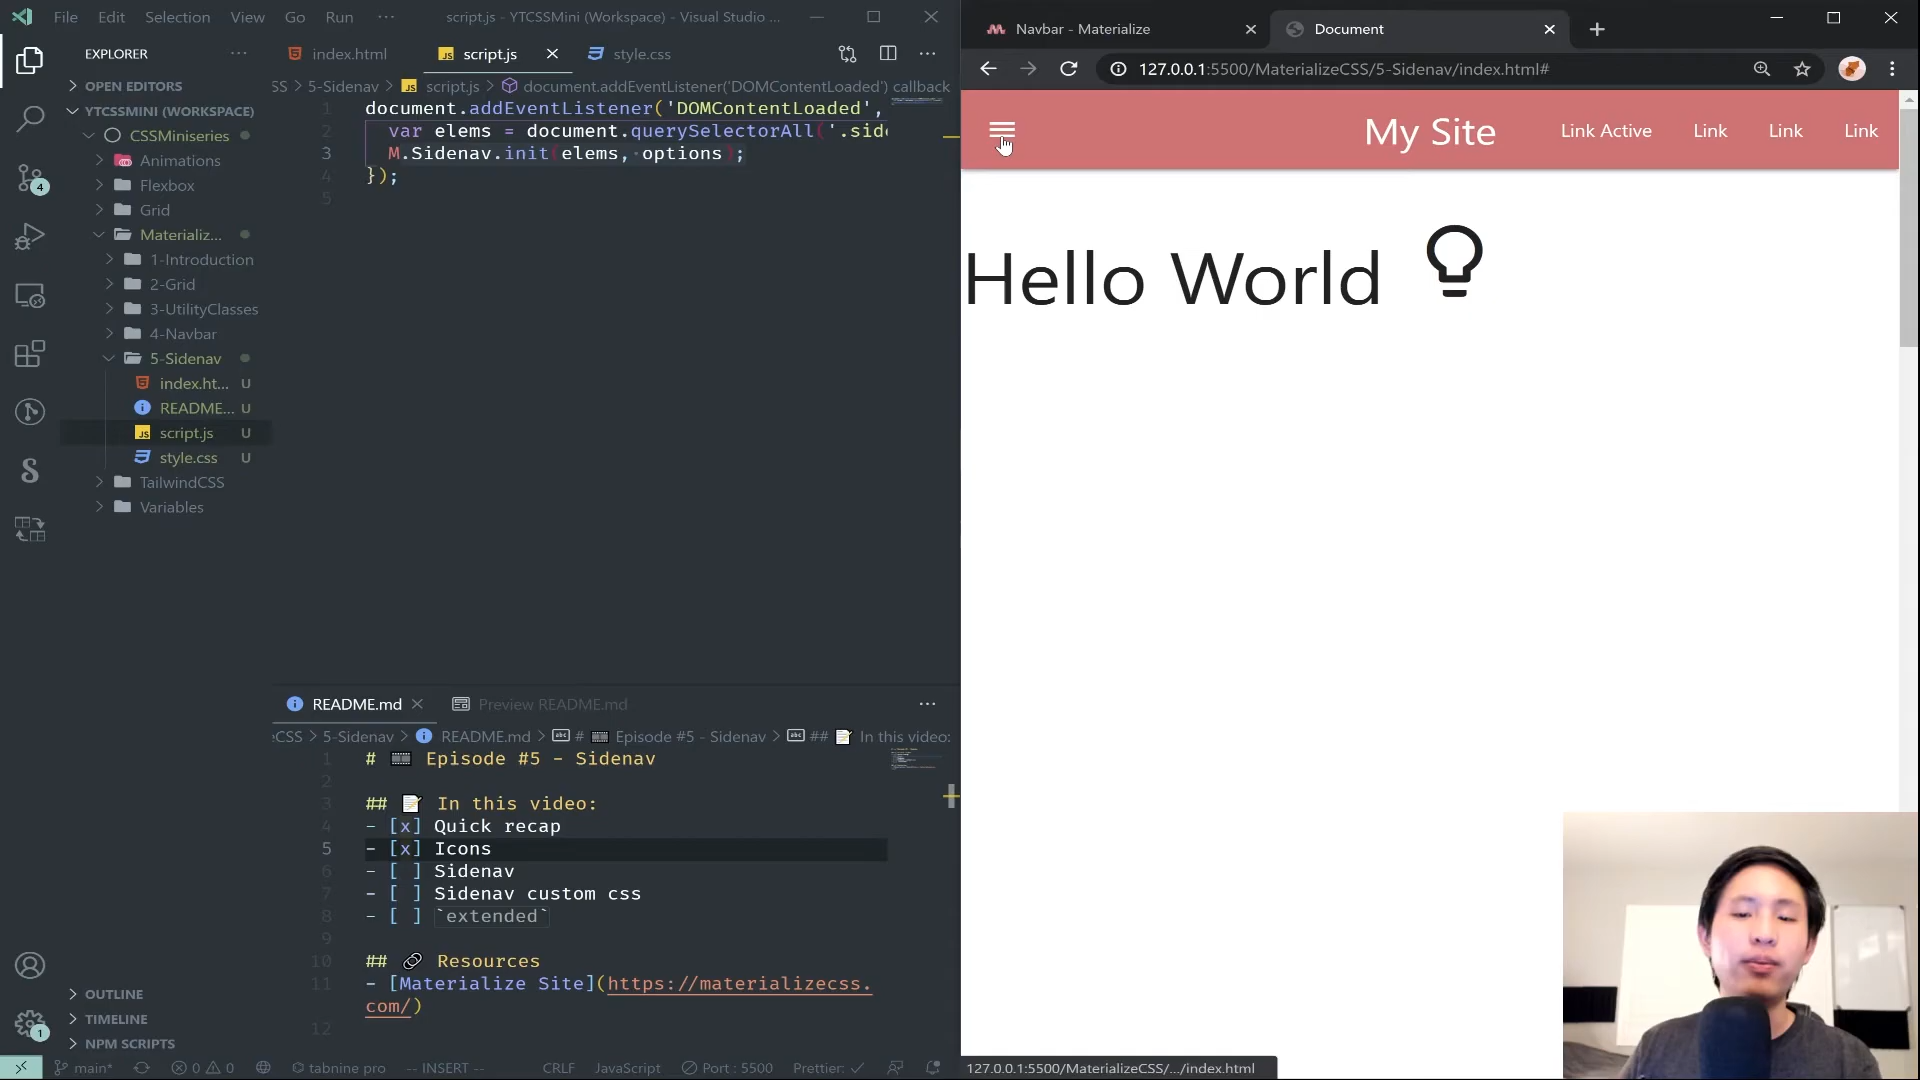 File Edit Selection View Go Run ··· script.js - YTCSSMini (Workspace) - Visual Studio ...
EXPLORER ···
OPEN EDITORS
YTCSSMINI (WORKSPACE)
CSSMiniseries
Animations
Flexbox
Grid
Materializ...
1-Introduction
2-Grid
3-UtilityClasses
4-Navbar
5-Sidenav
index.ht... U
README... U
script.js U
style.css U
TailwindCSS
Variables
OUTLINE
TIMELINE
NPM SCRIPTS
4
1
index.html script.js style.css
SS > 5-Sidenav > script.js > document.addEventListener('DOMContentLoaded') callback
1 document.addEventListener('DOMContentLoaded',
2 var elems = document.querySelectorAll('.side
3 M.Sidenav.init(elems, options);
4 });
5
README.md Preview README.md ···
5-Sidenav > README.md > # Episode #5 - Sidenav > ## In this video:
1 # Episode #5 - Sidenav
2
3 ## In this video:
4 - [x] Quick recap
5 - [x] Icons
6 - [ ] Sidenav
7 - [ ] Sidenav custom css
8 - [ ] `extended`
9
10 ## Resources
11 - [Materialize Site](https://materializecss.
com/)
12
main* 0 0 tabnine pro -- INSERT -- CRLF JavaScript Port : 5500 Prettier: ✓
Navbar - Materialize Document
127.0.0.1:5500/MaterializeCSS/5-Sidenav/index.html#
My Site Link Active Link Link Link
Hello World
127.0.0.1:5500/MaterializeCSS/.../index.html